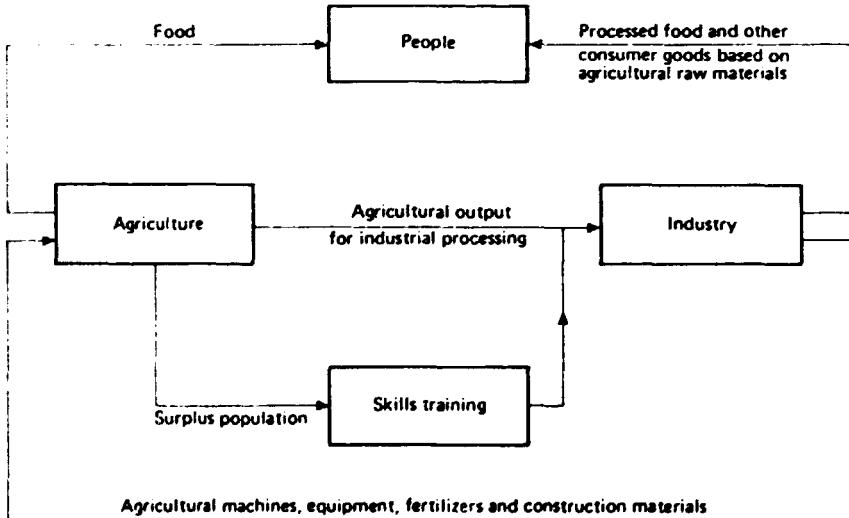 Food
People
Processed food and other
consumer goods based on
agricultural raw materials
Agriculture
Agricultural output
for industrial processing
Industry
Surplus population
Skills training
Agricultural machines, equipment, fertilizers and construction materials